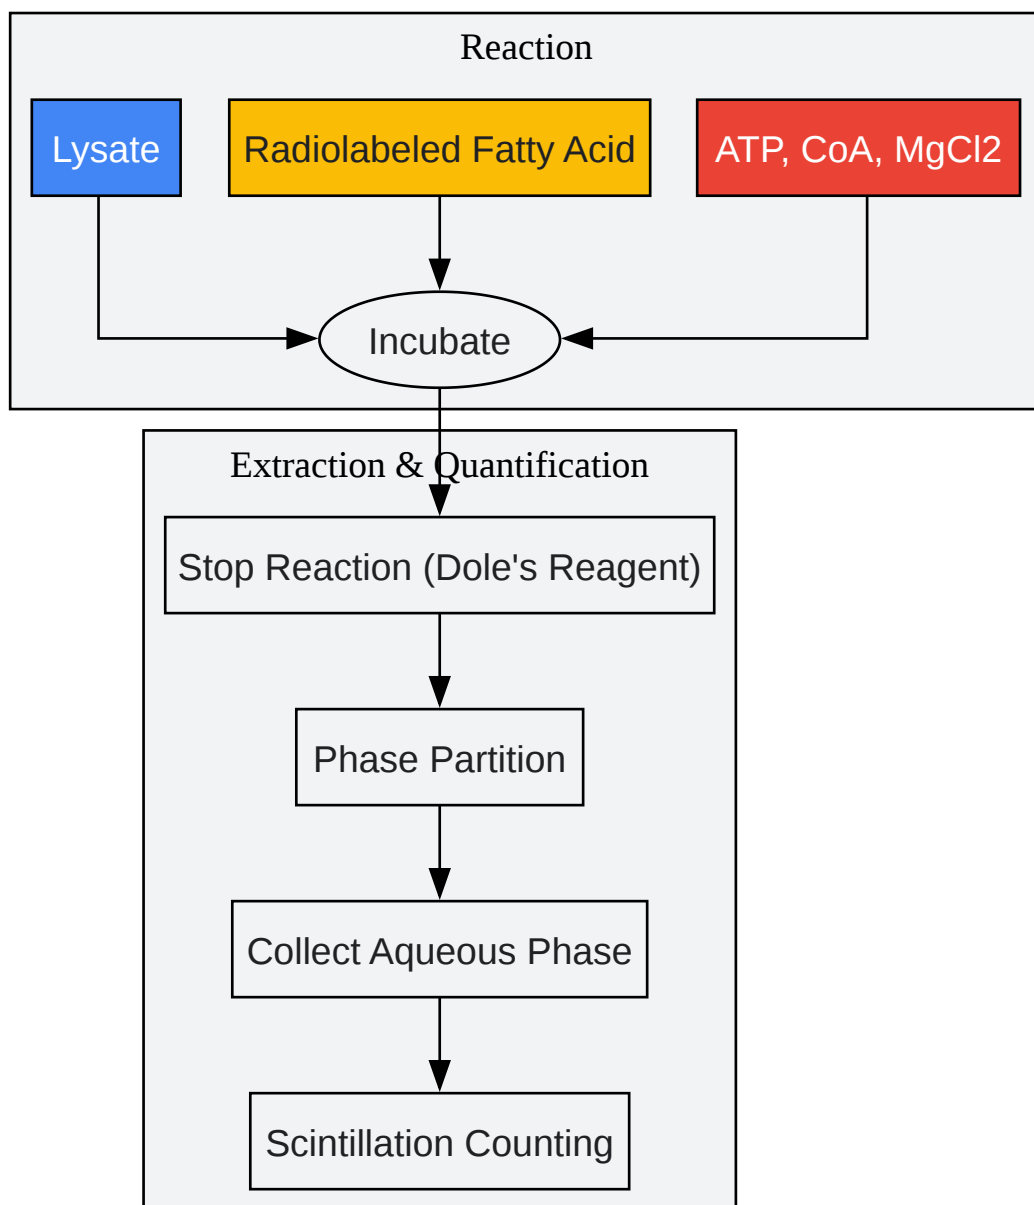 Reaction
Lysate
Radiolabeled Fatty Acid
ATP, CoA, MgCl2
Incubate
Extraction & Quantification
Stop Reaction (Dole's Reagent)
Phase Partition
Collect Aqueous Phase
Scintillation Counting